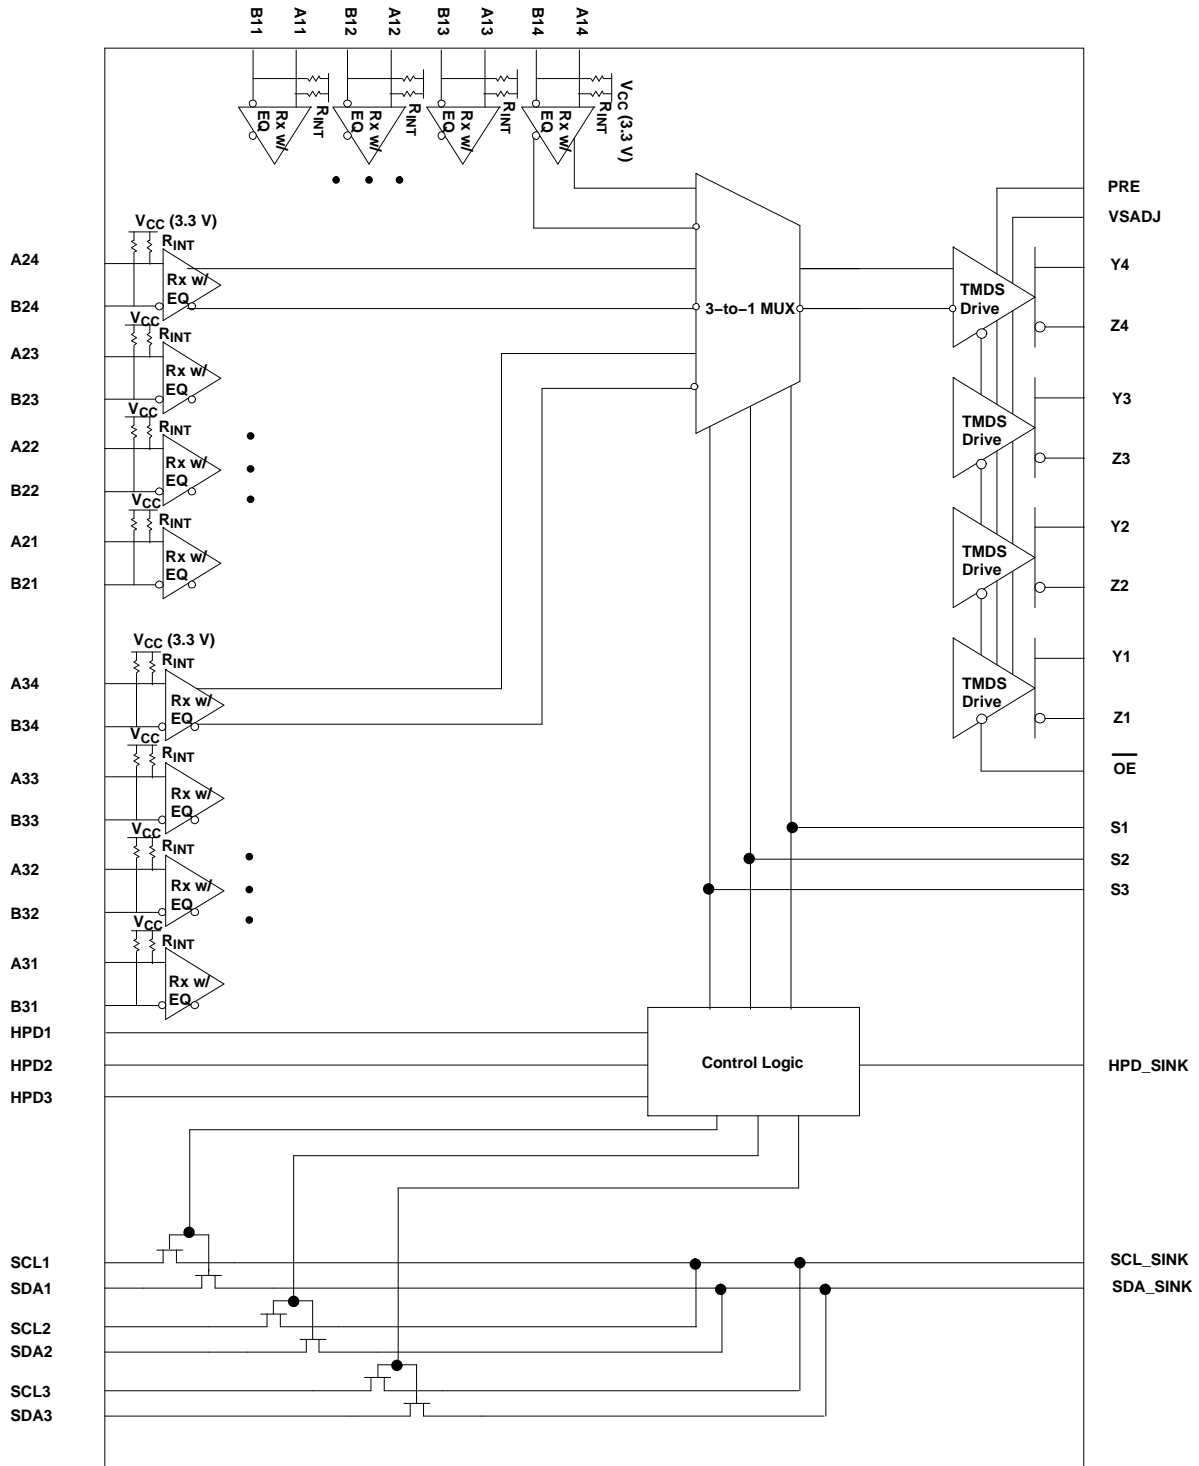 B11 A11 B12 A12 B13 A13 B14 A14
EQ Rx w/ RINT
EQ Rx w/ RINT
EQ Rx w/ RINT
EQ Rx w/ RINT
VCC (3.3 V)
VCC (3.3 V)
RINT
A24
Rx w/
EQ
B24
VCC
RINT
A23
Rx w/
EQ
B23
VCC
RINT
A22
Rx w/
EQ
B22
VCC
RINT
A21
Rx w/
EQ
B21
VCC (3.3 V)
RINT
A34
Rx w/
EQ
B34
VCC
RINT
A33
Rx w/
EQ
B33
VCC
RINT
A32
Rx w/
EQ
B32
VCC
RINT
A31
Rx w/
EQ
B31
HPD1
HPD2
HPD3
3–to–1 MUX
Control Logic
TMDS
Drive
TMDS
Drive
TMDS
Drive
TMDS
Drive
PRE
VSADJ
Y4
Z4
Y3
Z3
Y2
Z2
Y1
Z1
OE
S1
S2
S3
HPD_SINK
SCL1
SDA1
SCL2
SDA2
SCL3
SDA3
SCL_SINK
SDA_SINK